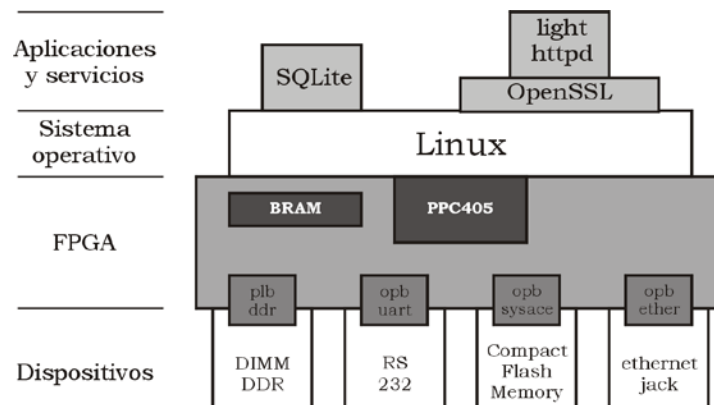 Aplicaciones
y servicios
SQLite
light
httpd
OpenSSL
Sistema
operativo
Linux
FPGA
BRAM
PPC405
plb
ddr
opb
uart
opb
sysace
opb
ether
Dispositivos
DIMM
DDR
RS
232
Compact
Flash
Memory
ethernet
jack